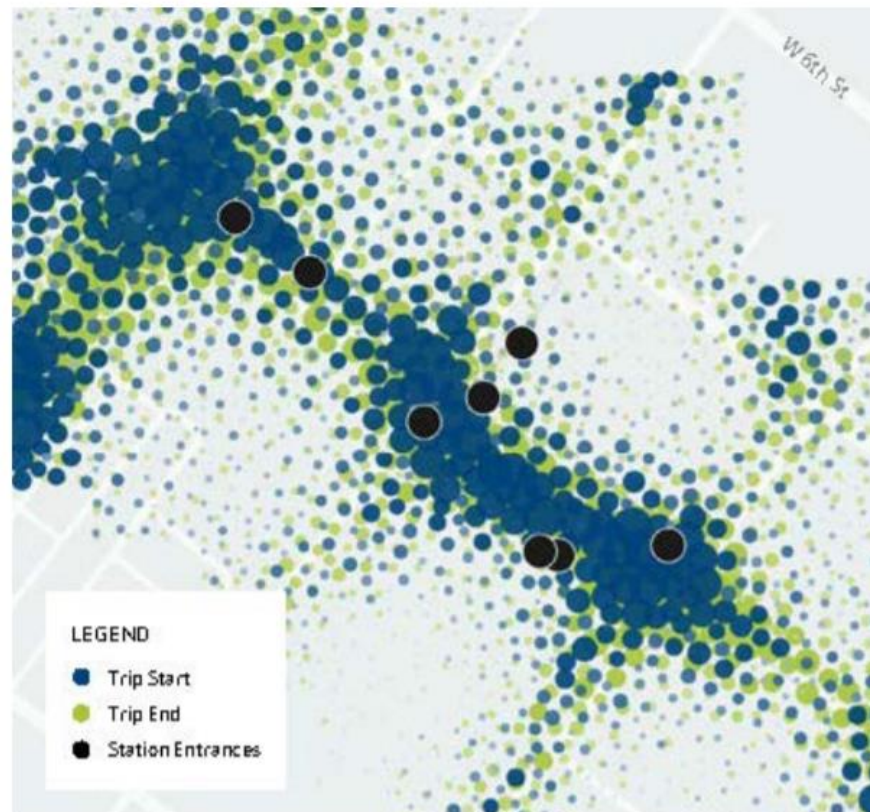 W 6th St
LEGEND
Trip Start
Trip End
Station Entrances